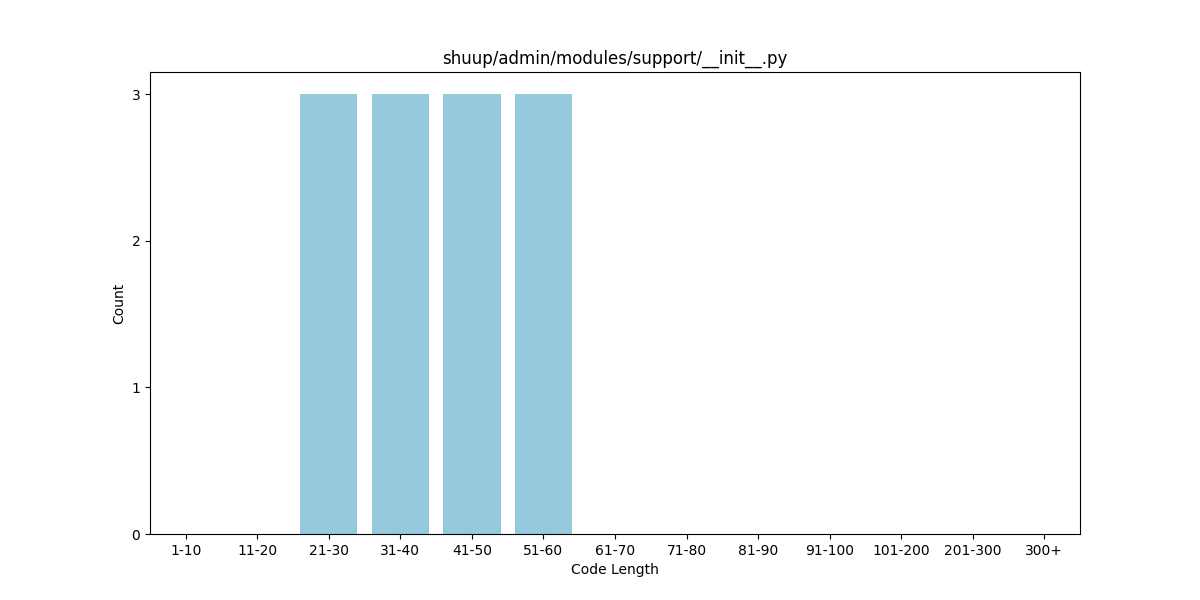 shuup/admin/modules/support/__init__.py
Count
3
2
1
0
1-10 11-20 21-30 31-40 41-50 51-60 61-70 71-80 81-90 91-100 101-200 201-300 300+
Code Length